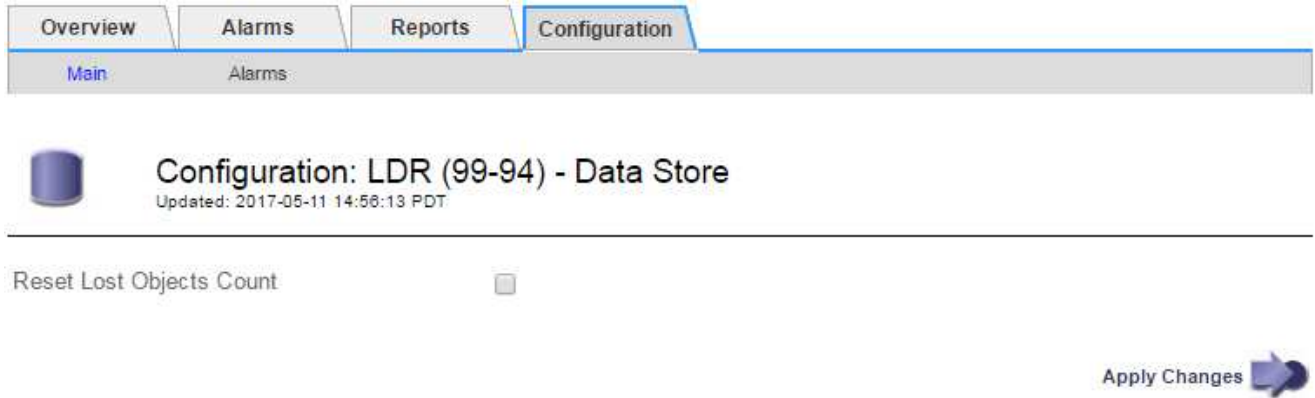 Overview Alarms Reports Configuration
Main Alarms
Configuration: LDR (99-94) - Data Store
Updated: 2017-05-11 14:56:13 PDT
Reset Lost Objects Count
Apply Changes